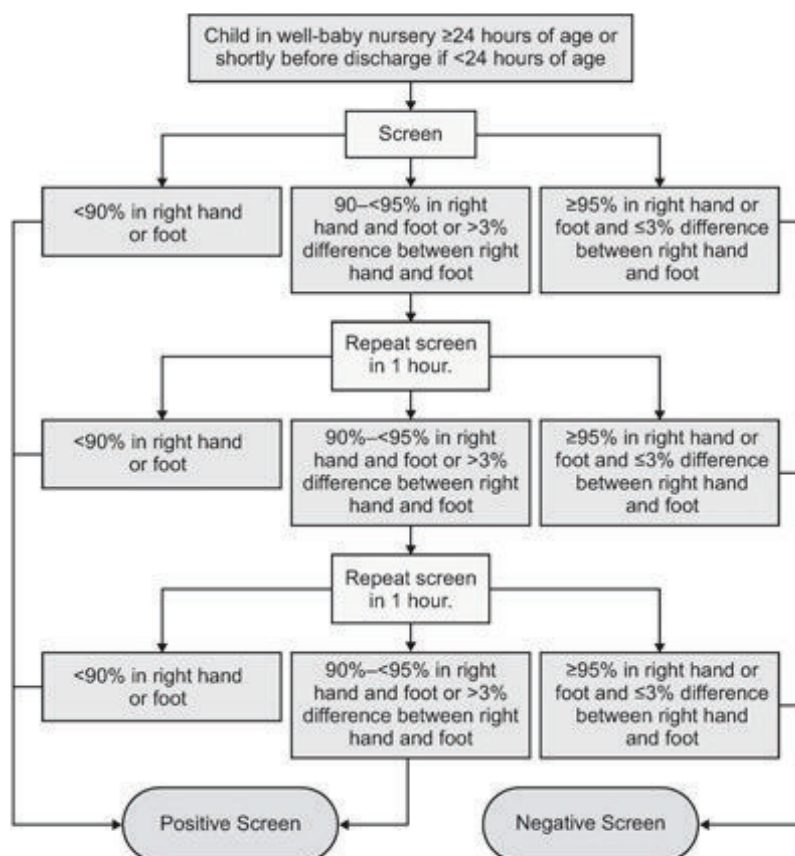 Child in well-baby nursery ≥24 hours of age or
shortly before discharge if <24 hours of age
Screen
<90% in right hand
or foot
90–<95% in right
hand and foot or >3%
difference between right
hand and foot
≥95% in right hand or
foot and ≤3% difference
between right hand
and foot
Repeat screen
in 1 hour.
<90% in right hand
or foot
90%–<95% in right
hand and foot or >3%
difference between right
hand and foot
≥95% in right hand or
foot and ≤3% difference
between right hand
and foot
Repeat screen
in 1 hour.
<90% in right hand
or foot
90%–<95% in right
hand and foot or >3%
difference between right
hand and foot
≥95% in right hand or
foot and ≤3% difference
between right hand
and foot
Positive Screen
Negative Screen